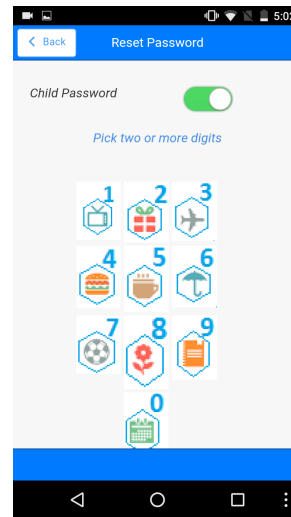 5:02
Back
Reset Password
Child Password
Pick two or more digits
1 2 3
4 5 6
7 8 9
0